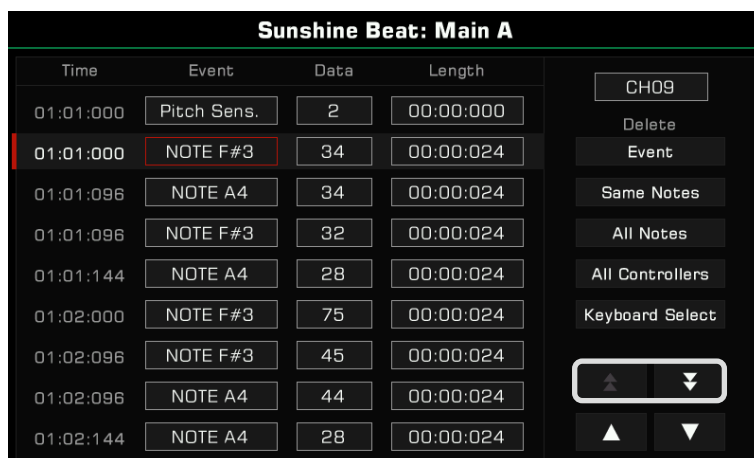 Sunshine Beat: Main A
Time Event Data Length
CH09
01:01:000 Pitch Sens. 2 00:00:000
Delete
01:01:000 NOTE F#3 34 00:00:024 Event
01:01:096 NOTE A4 34 00:00:024 Same Notes
01:01:096 NOTE F#3 32 00:00:024 All Notes
01:01:144 NOTE A4 28 00:00:024 All Controllers
01:02:000 NOTE F#3 75 00:00:024 Keyboard Select
01:02:096 NOTE F#3 45 00:00:024
01:02:096 NOTE A4 44 00:00:024
01:02:144 NOTE A4 28 00:00:024